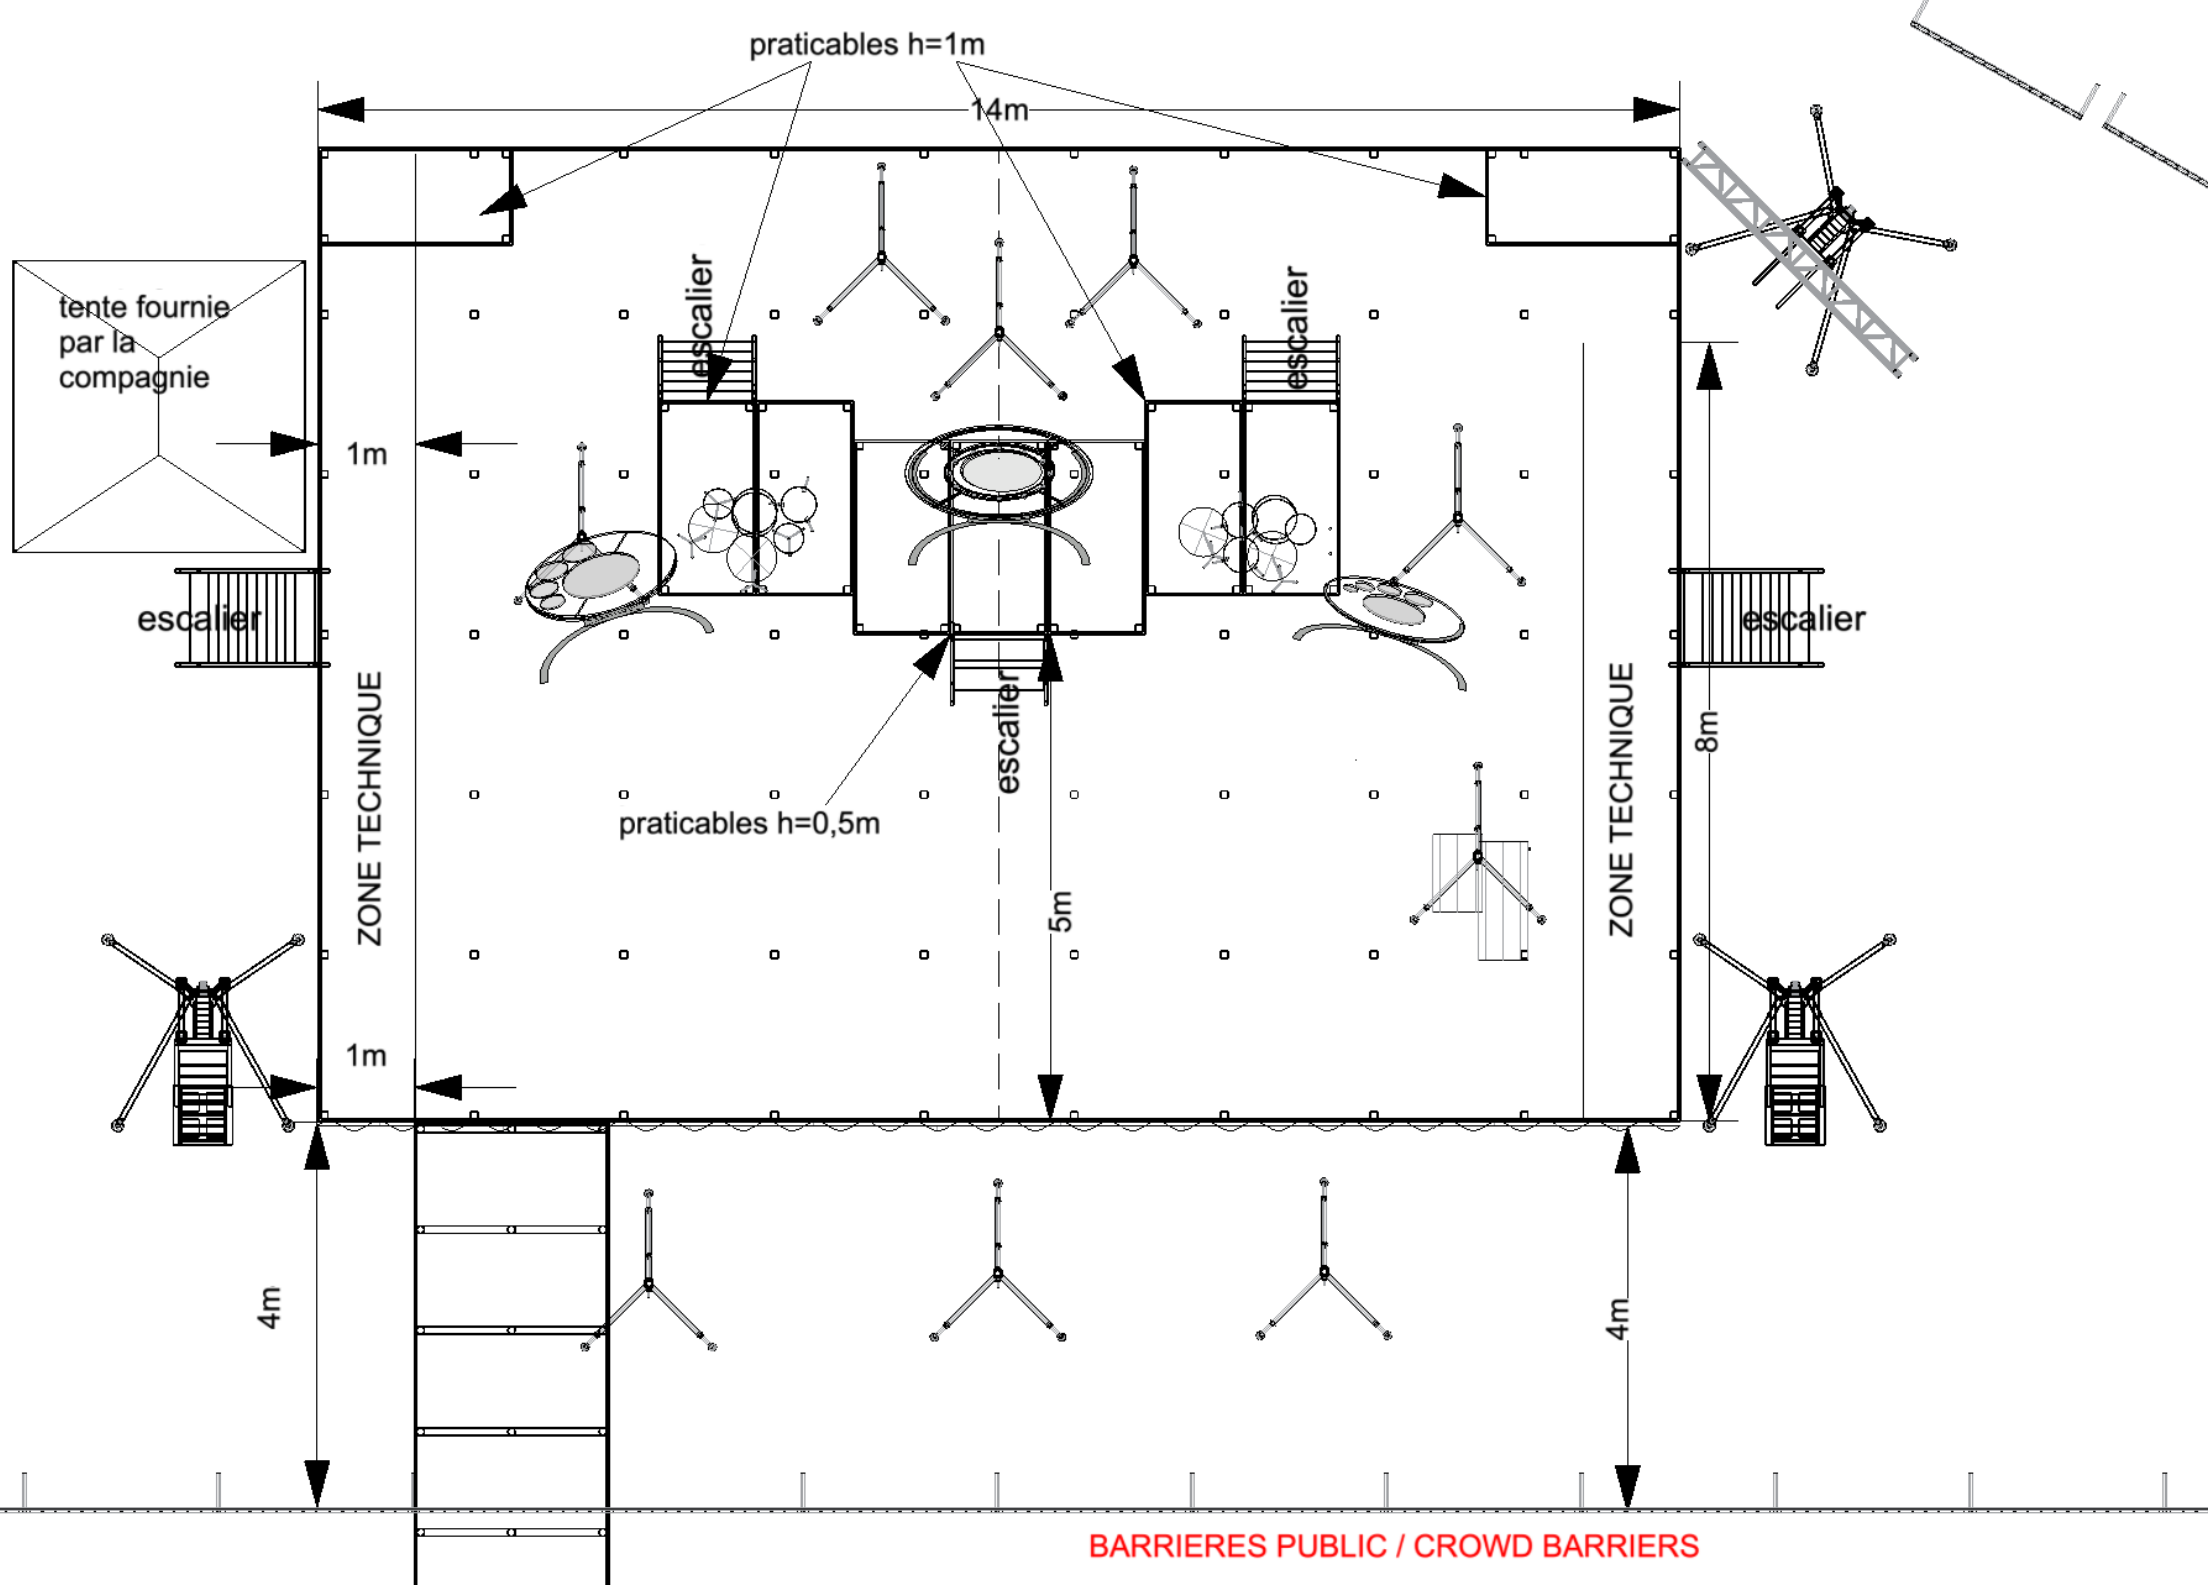 praticables h=1m
14m
escalier
escalier
tente fournie
par la
compagnie
1m
escalier
escalier
ZONE TECHNIQUE
escalier
ZONE TECHNIQUE
8m
praticables h=0,5m
5m
1m
4m
4m
BARRIERES PUBLIC / CROWD BARRIERS